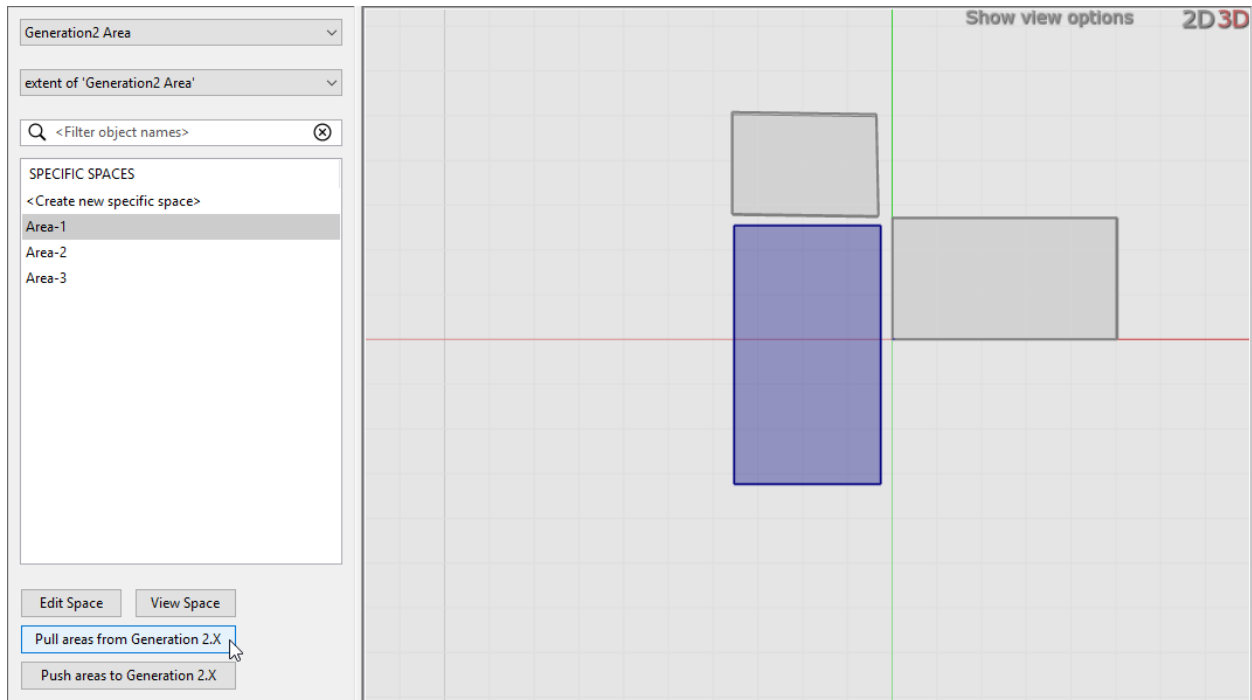 Generation2 Area
extent of 'Generation2 Area'
<Filter object names>
SPECIFIC SPACES
<Create new specific space>
Area-1
Area-2
Area-3
Edit Space
View Space
Pull areas from Generation 2.X
Push areas to Generation 2.X
Show view options
2D 3D